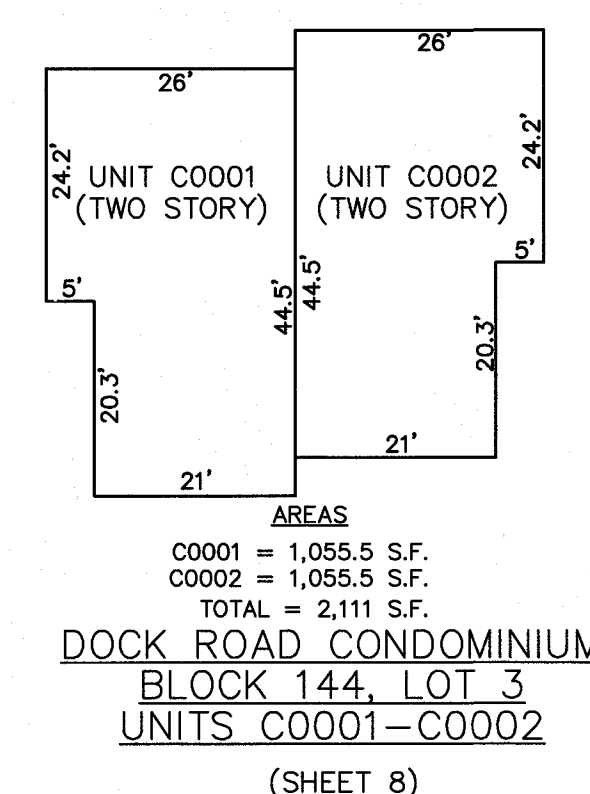 26'
26'
24.2'
24.2'
UNIT C0001
(TWO STORY)
UNIT C0002
(TWO STORY)
5'
5'
44.5'
44.5'
20.3'
20.3'
21'
21'
AREAS
C0001 = 1,055.5 S.F.
C0002 = 1,055.5 S.F.
TOTAL = 2,111 S.F.
DOCK ROAD CONDOMINIUM
BLOCK 144, LOT 3
UNITS C0001-C0002
(SHEET 8)